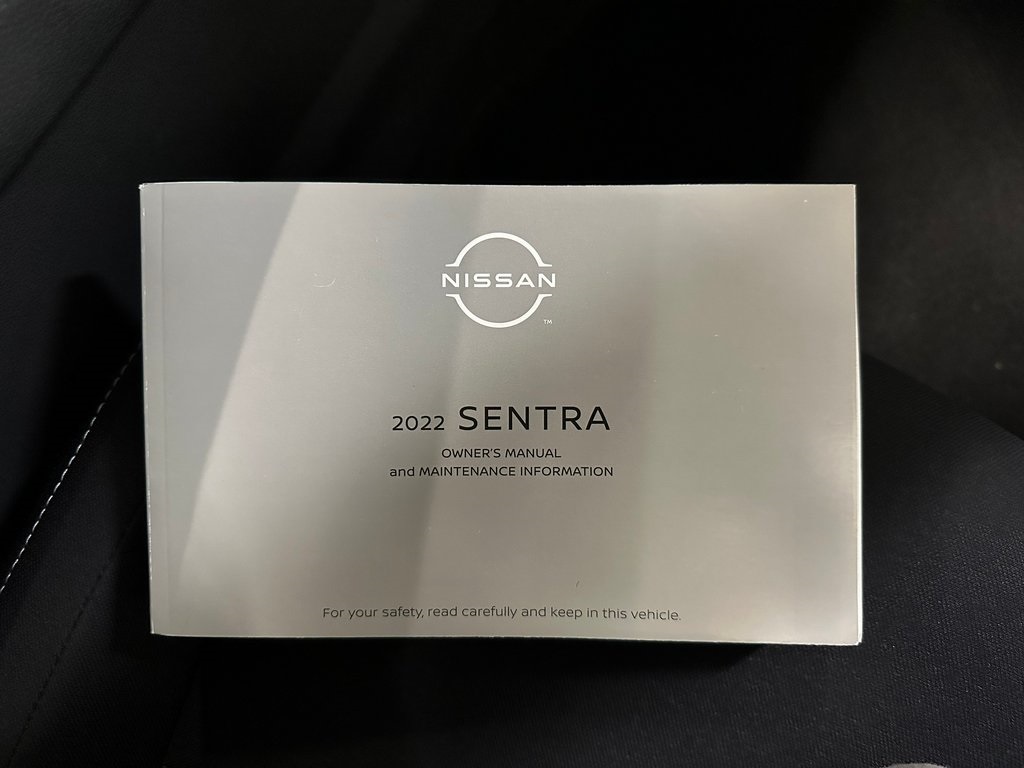 NISSAN
TM
2022 SENTRA
OWNER'S MANUAL
and MAINTENANCE INFORMATION
For your safety, read carefully and keep in this vehicle.